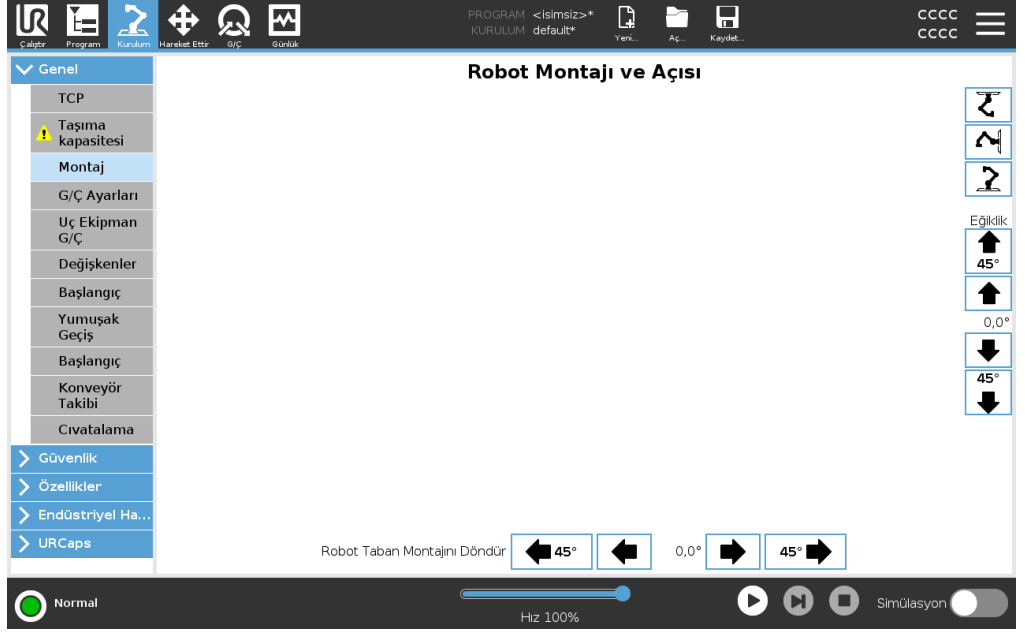 PROGRAM <isimsiz>*
KURULUM default*
CCCC
CCCC
Çalıştır
Program
Kurulum
Hareket Ettir
G/Ç
Günlük
Yeni...
Aç...
Kaydet...
Genel
TCP
Taşıma
kapasitesi
Montaj
G/Ç Ayarları
Uç Ekipman
G/Ç
Değişkenler
Başlangıç
Yumuşak
Geçiş
Başlangıç
Konveyör
Takibi
Cıvatalama
Güvenlik
Özellikler
Endüstriyel Ha...
URCaps
Robot Montajı ve Açısı
Eğiklik
45°
0,0°
45°
Robot Taban Montajını Döndür 45° 0,0° 45°
Normal
Hız 100%
Simülasyon